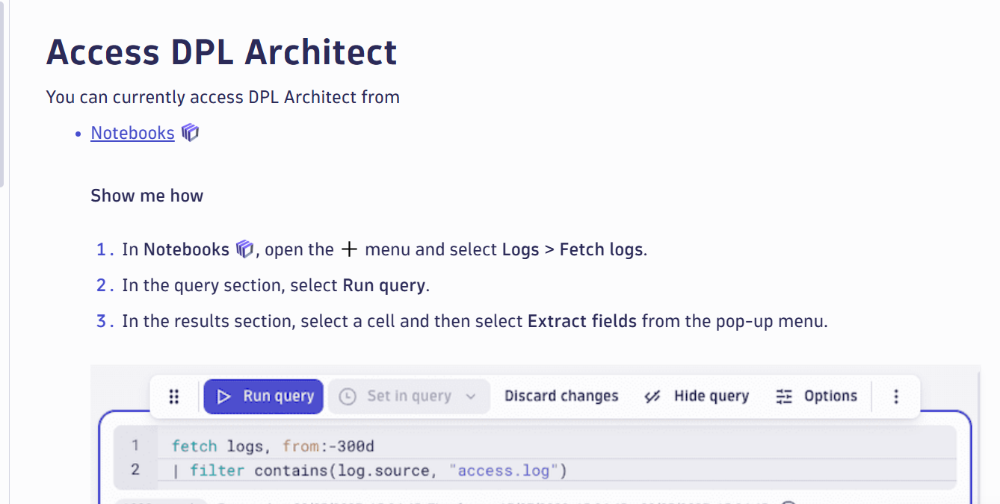 Access DPL Architect
You can currently access DPL Architect from
• Notebooks
Show me how
1. In Notebooks , open the + menu and select Logs > Fetch logs.
2. In the query section, select Run query.
3. In the results section, select a cell and then select Extract fields from the pop-up menu.
Run query Set in query Discard changes Hide query Options
1 fetch logs, from:-300d
2 | filter contains(log.source, "access.log")